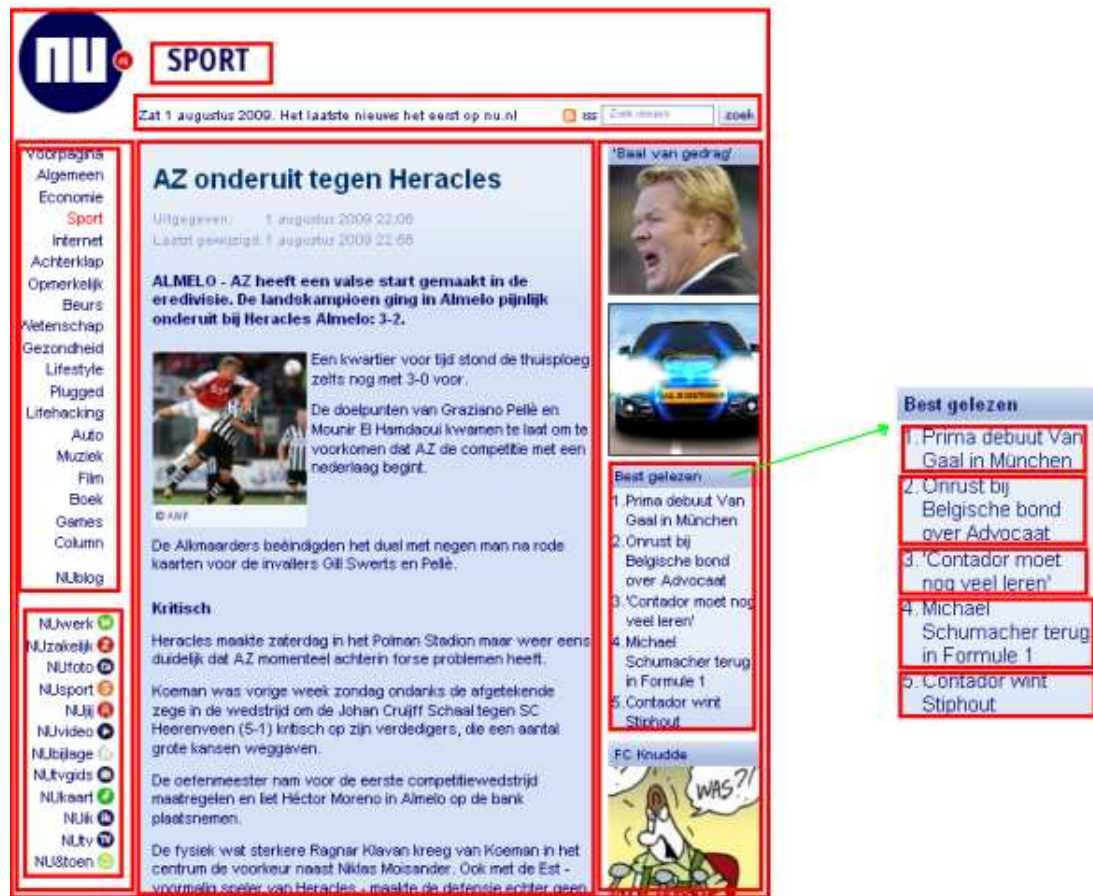 nu
SPORT
Zat 1 augustus 2009. Het laatste nieuws het eerst op nu.nl
rss
zoek
Voorpagina
Algemeen
Economie
Sport
Internet
Achterklap
Opmerkelijk
Beurs
Wetenschap
Gezondheid
Lifestyle
Plugged
Lifehacking
Auto
Muziek
Film
Boek
Games
Column
NUblog
NUwerk
NUzakelijk
NUfoto
NUsport
NUjij
NUvideo
NUbijlage
NUtvgids
NUkaart
NUik
NUtv
NU&toen
AZ onderuit tegen Heracles
Uitgegeven: 1 augustus 2009 22:06
Laatst gewijzigd: 1 augustus 2009 22:56
ALMELO - AZ heeft een valse start gemaakt in de
eredivisie. De landskampioen ging in Almelo pijnlijk
onderuit bij Heracles Almelo: 3-2.
Een kwartier voor tijd stond de thuisploeg
zelfs nog met 3-0 voor.
De doelpunten van Graziano Pellè en
Mounir El Hamdaoui kwamen te laat om te
voorkomen dat AZ de competitie met een
nederlaag begint.
© ANP
De Alkmaarders beëindigden het duel met negen man na rode
kaarten voor de invallers Gill Swerts en Pellè.
Kritisch
Heracles maakte zaterdag in het Polman Stadion maar weer eens
duidelijk dat AZ momenteel achterin forse problemen heeft.
Koeman was vorige week zondag ondanks de afgetekende
zege in de wedstrijd om de Johan Cruijff Schaal tegen SC
Heerenveen (5-1) kritisch op zijn verdedigers, die een aantal
grote kansen weggaven.
De oefenmeester nam voor de eerste competitiewedstrijd
maatregelen en liet Héctor Moreno in Almelo op de bank
plaatsnemen.
De fysiek wat sterkere Ragnar Klavan kreeg van Koeman in het
centrum de voorkeur naast Niklas Moisander. Ook met de Est -
voormalig speler van Heracles - maakte de defensie echter geen
'Baal van gedrag'
Best gelezen
1. Prima debuut Van
Gaal in München
2. Onrust bij
Belgische bond
over Advocaat
3. 'Contador moet nog
veel leren'
4. Michael
Schumacher terug
in Formule 1
5. Contador wint
Stiphout
FC Knudde
WAS?!
Best gelezen
1. Prima debuut Van
Gaal in München
2. Onrust bij
Belgische bond
over Advocaat
3. 'Contador moet
nog veel leren'
4. Michael
Schumacher terug
in Formule 1
5. Contador wint
Stiphout